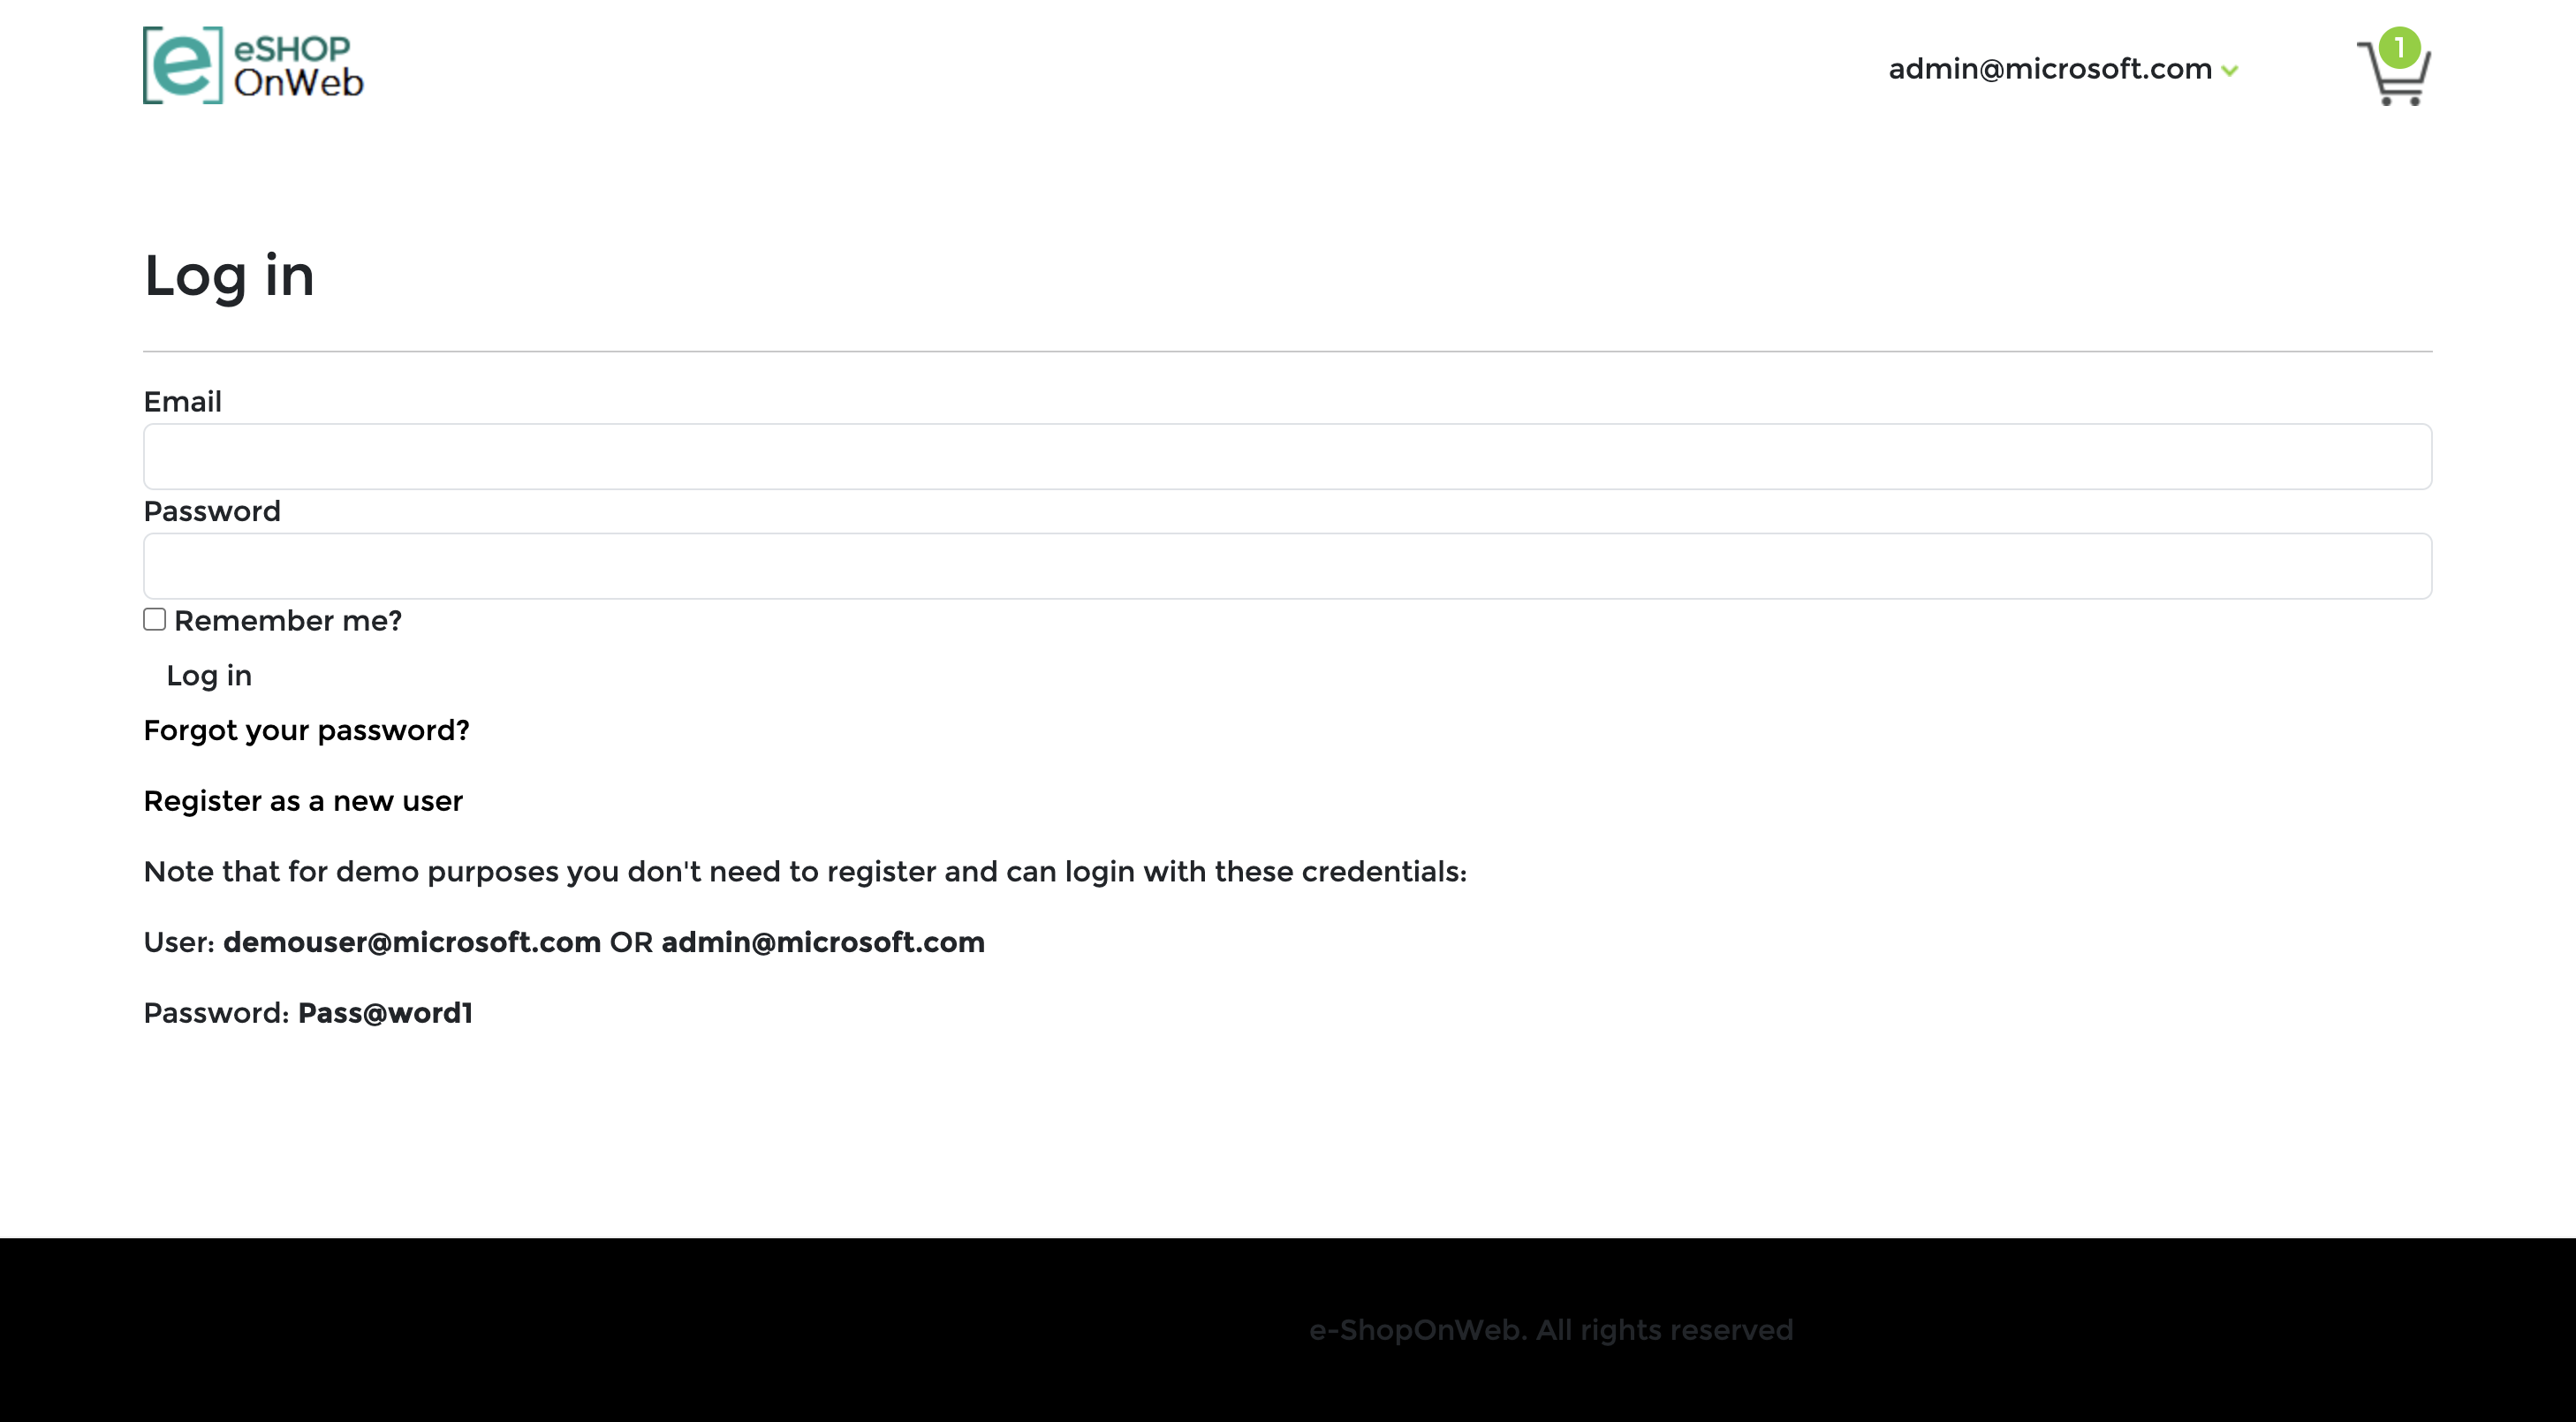 [e] eSHOP
OnWeb
admin@microsoft.com
1
Log in
Email
Password
Remember me?
Log in
Forgot your password?
Register as a new user
Note that for demo purposes you don't need to register and can login with these credentials:
User: demouser@microsoft.com OR admin@microsoft.com
Password: Pass@word1
e-ShopOnWeb. All rights reserved